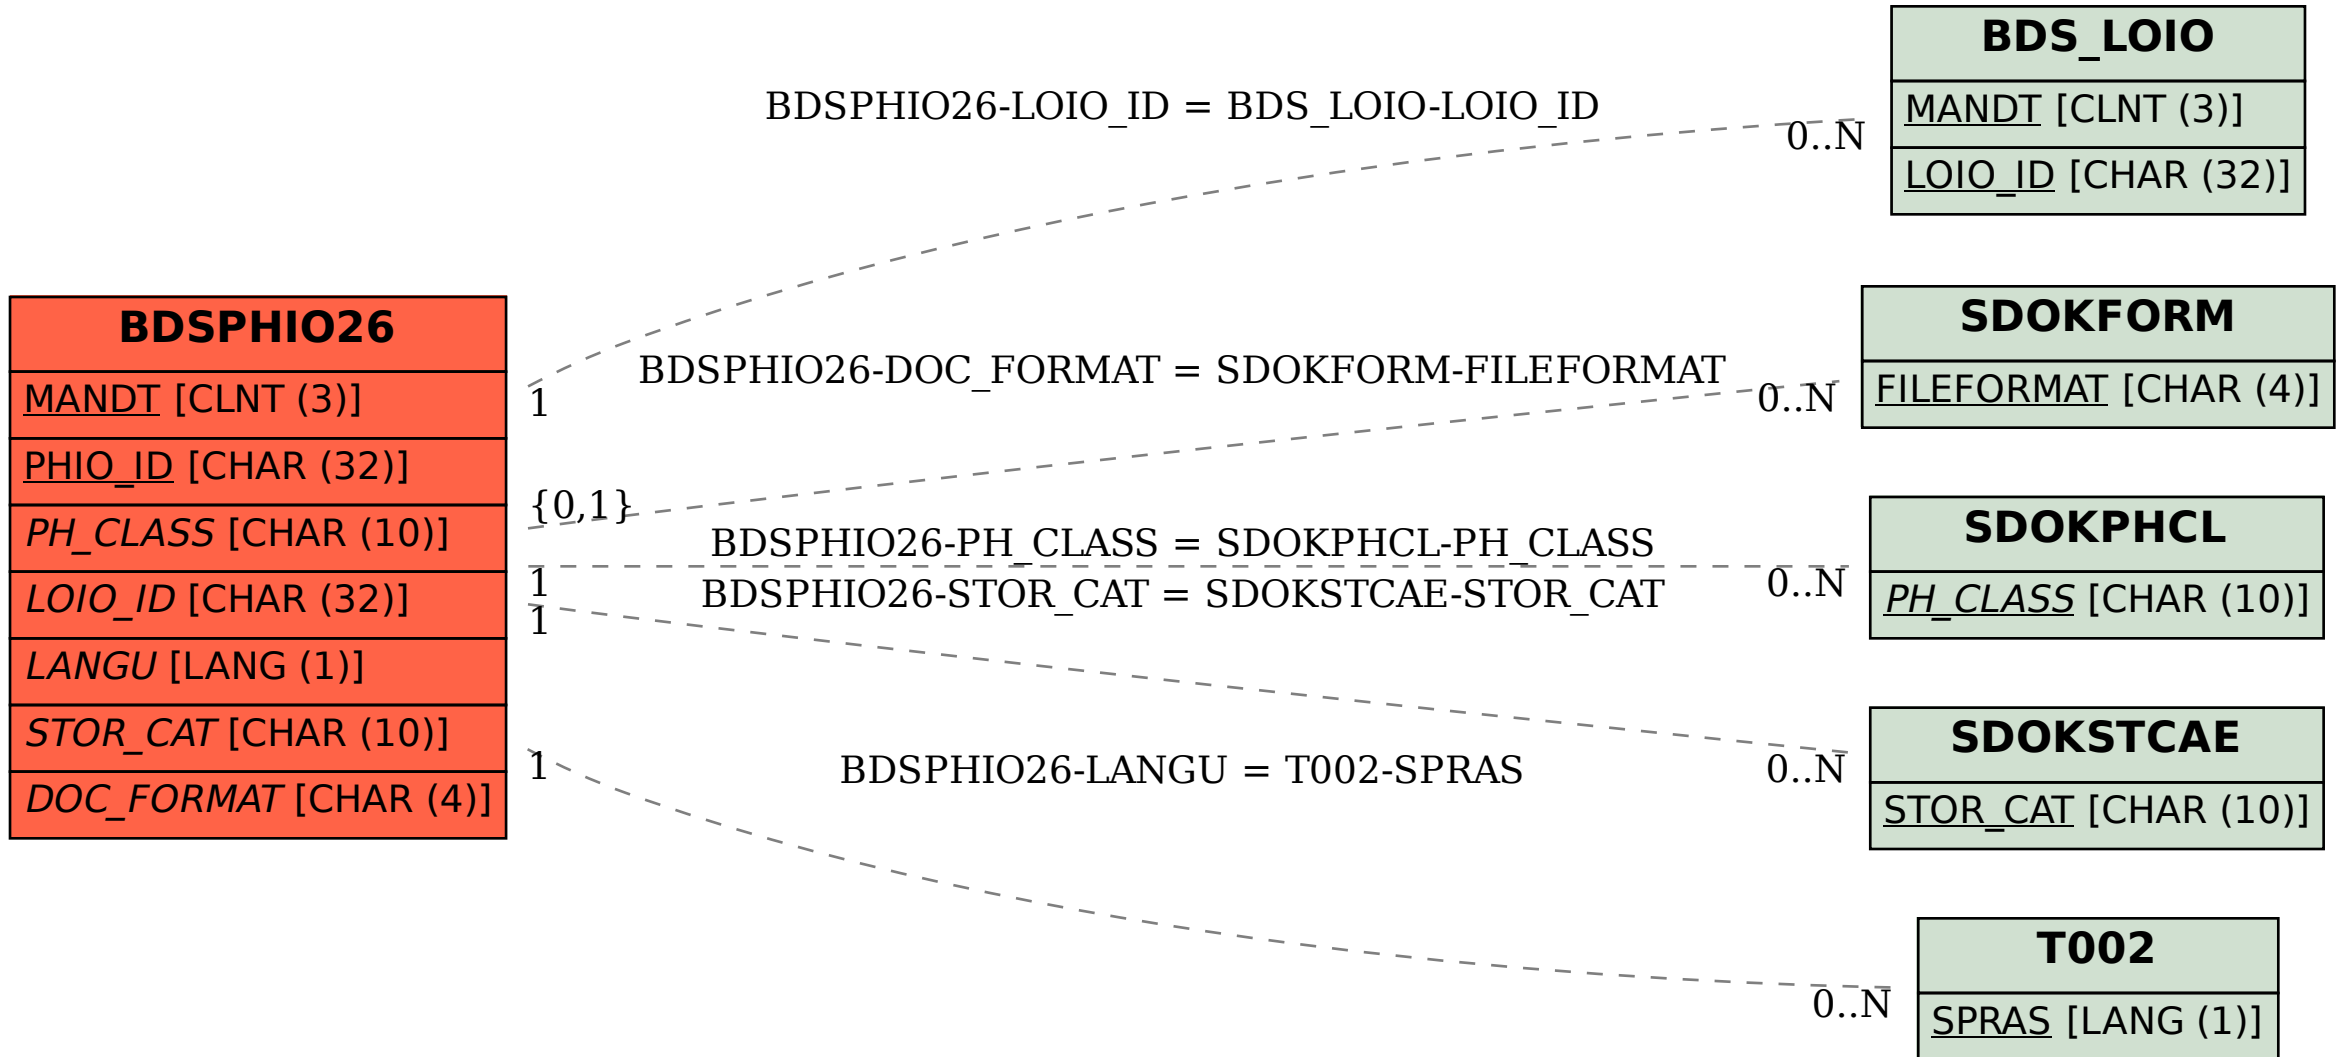 BDSPHIO26
MANDT [CLNT (3)]
PHIO_ID [CHAR (32)]
PH_CLASS [CHAR (10)]
LOIO_ID [CHAR (32)]
LANGU [LANG (1)]
STOR_CAT [CHAR (10)]
DOC_FORMAT [CHAR (4)]
BDSPHIO26-LOIO_ID = BDS_LOIO-LOIO_ID
1
0..N
BDSPHIO26-DOC_FORMAT = SDOKFORM-FILEFORMAT
{0,1}
0..N
BDSPHIO26-PH_CLASS = SDOKPHCL-PH_CLASS
1
0..N
BDSPHIO26-STOR_CAT = SDOKSTCAE-STOR_CAT
1
0..N
BDSPHIO26-LANGU = T002-SPRAS
1
0..N
BDS_LOIO
MANDT [CLNT (3)]
LOIO_ID [CHAR (32)]
SDOKFORM
FILEFORMAT [CHAR (4)]
SDOKPHCL
PH_CLASS [CHAR (10)]
SDOKSTCAE
STOR_CAT [CHAR (10)]
T002
SPRAS [LANG (1)]